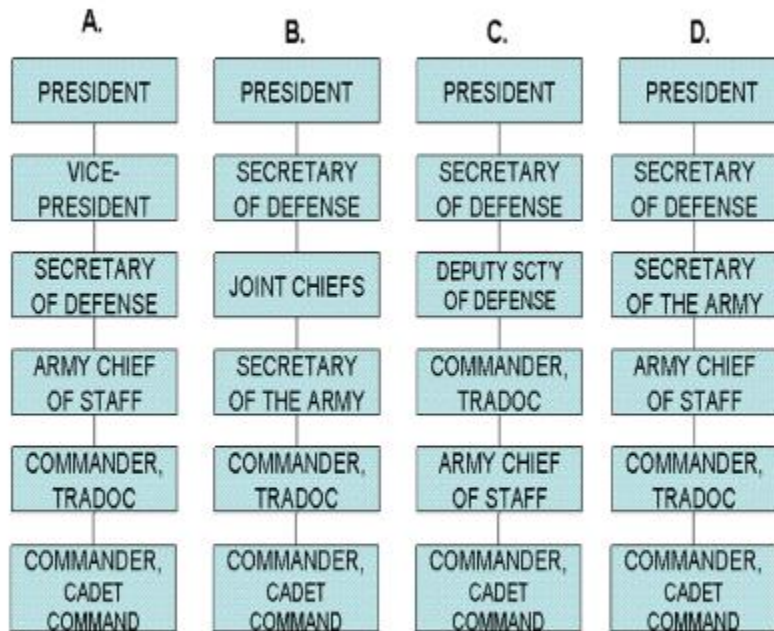 A.
PRESIDENT
VICE-
PRESIDENT
SECRETARY
OF DEFENSE
ARMY CHIEF
OF STAFF
COMMANDER,
TRADOC
COMMANDER,
CADET
COMMAND
B.
PRESIDENT
SECRETARY
OF DEFENSE
JOINT CHIEFS
SECRETARY
OF THE ARMY
COMMANDER,
TRADOC
COMMANDER,
CADET
COMMAND
C.
PRESIDENT
SECRETARY
OF DEFENSE
DEPUTY SCT'Y
OF DEFENSE
COMMANDER,
TRADOC
ARMY CHIEF
OF STAFF
COMMANDER,
CADET
COMMAND
D.
PRESIDENT
SECRETARY
OF DEFENSE
SECRETARY
OF THE ARMY
ARMY CHIEF
OF STAFF
COMMANDER,
TRADOC
COMMANDER,
CADET
COMMAND